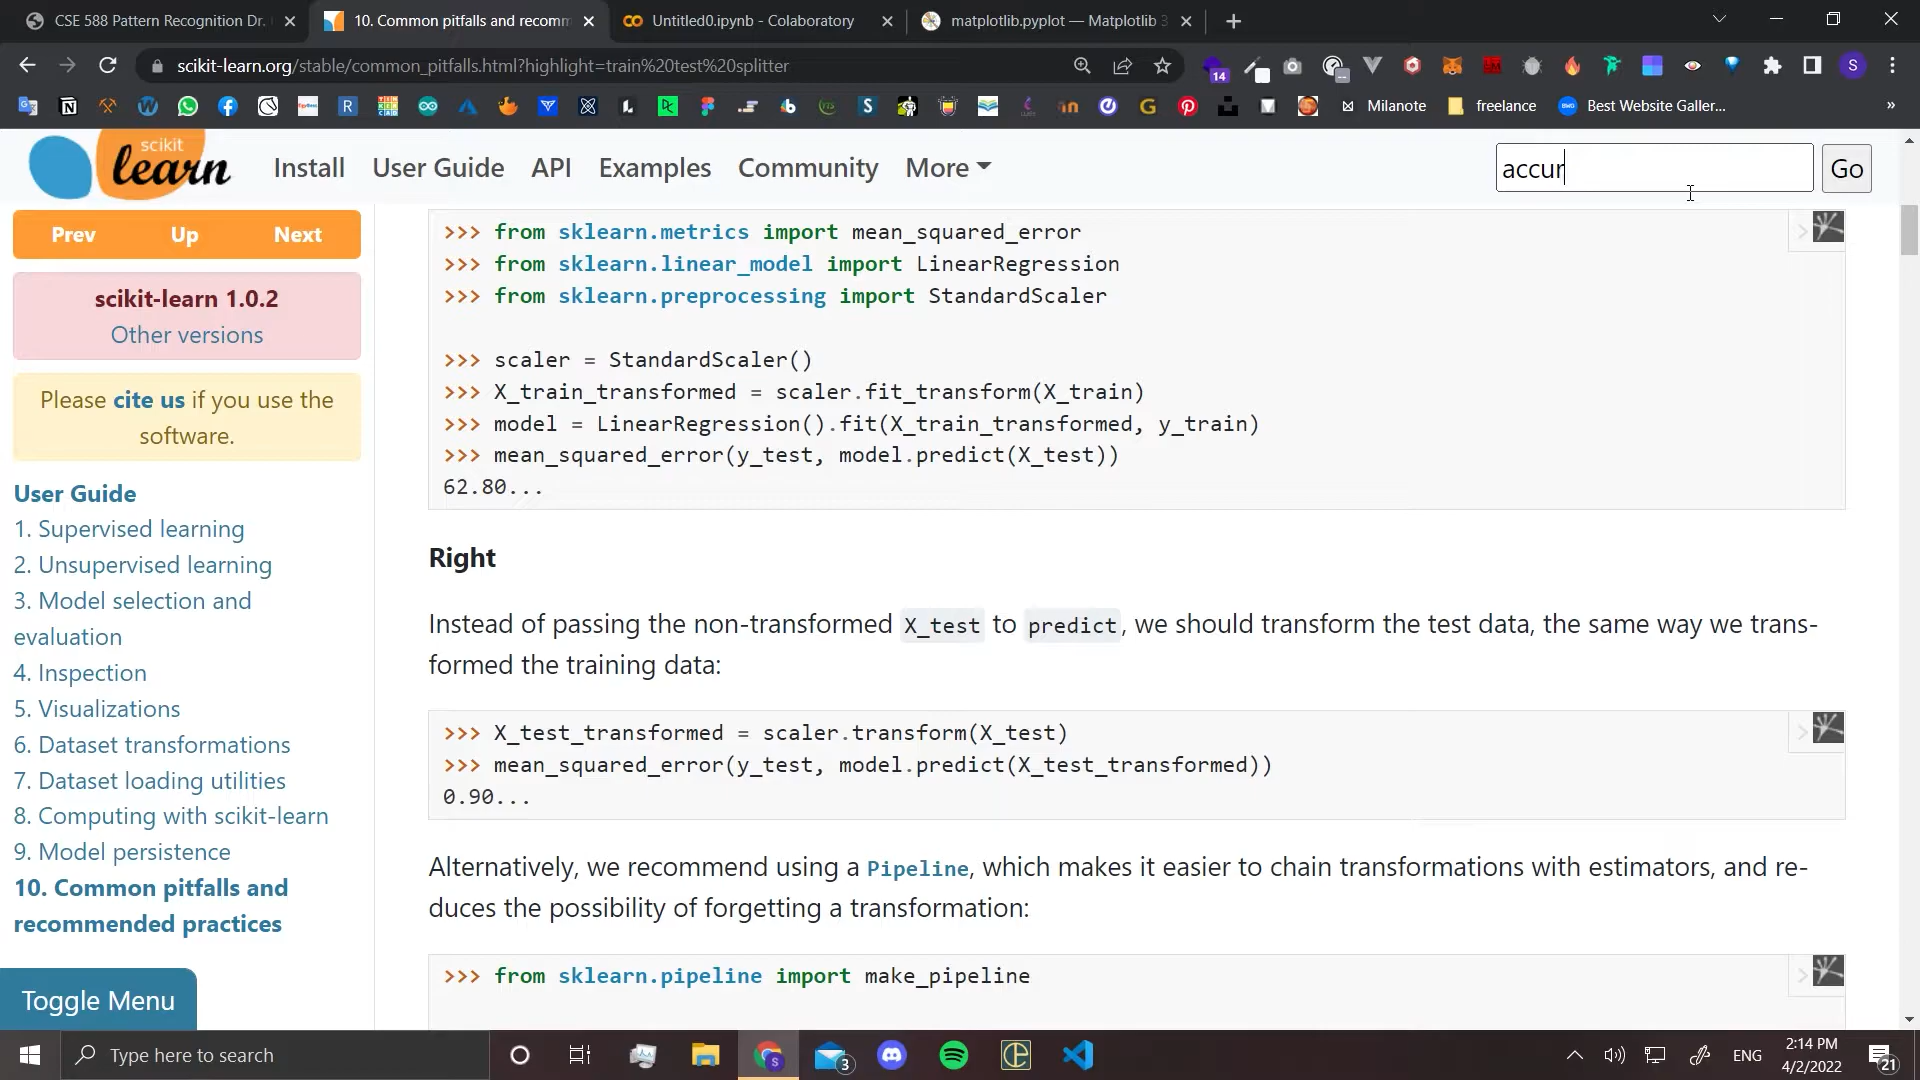 CSE 588 Pattern Recognition Dr.
10. Common pitfalls and recomm
Untitled0.ipynb - Colaboratory
matplotlib.pyplot — Matplotlib 3
scikit-learn.org/stable/common_pitfalls.html?highlight=train%20test%20splitter
14
S
Milanote
freelance
Best Website Galler...
»
scikit
learn
Install
User Guide
API
Examples
Community
More
accur
Go
Prev
Up
Next
scikit-learn 1.0.2
Other versions
Please cite us if you use the
software.
User Guide
1. Supervised learning
2. Unsupervised learning
3. Model selection and
evaluation
4. Inspection
5. Visualizations
6. Dataset transformations
7. Dataset loading utilities
8. Computing with scikit-learn
9. Model persistence
10. Common pitfalls and
recommended practices
Toggle Menu
>>> from sklearn.metrics import mean_squared_error
>>> from sklearn.linear_model import LinearRegression
>>> from sklearn.preprocessing import StandardScaler
>>> scaler = StandardScaler()
>>> X_train_transformed = scaler.fit_transform(X_train)
>>> model = LinearRegression().fit(X_train_transformed, y_train)
>>> mean_squared_error(y_test, model.predict(X_test))
62.80...
Right
Instead of passing the non-transformed X_test to predict, we should transform the test data, the same way we trans-
formed the training data:
>>> X_test_transformed = scaler.transform(X_test)
>>> mean_squared_error(y_test, model.predict(X_test_transformed))
0.90...
Alternatively, we recommend using a Pipeline, which makes it easier to chain transformations with estimators, and re-
duces the possibility of forgetting a transformation:
>>> from sklearn.pipeline import make_pipeline
Type here to search
3
ENG
2:14 PM
4/2/2022
21